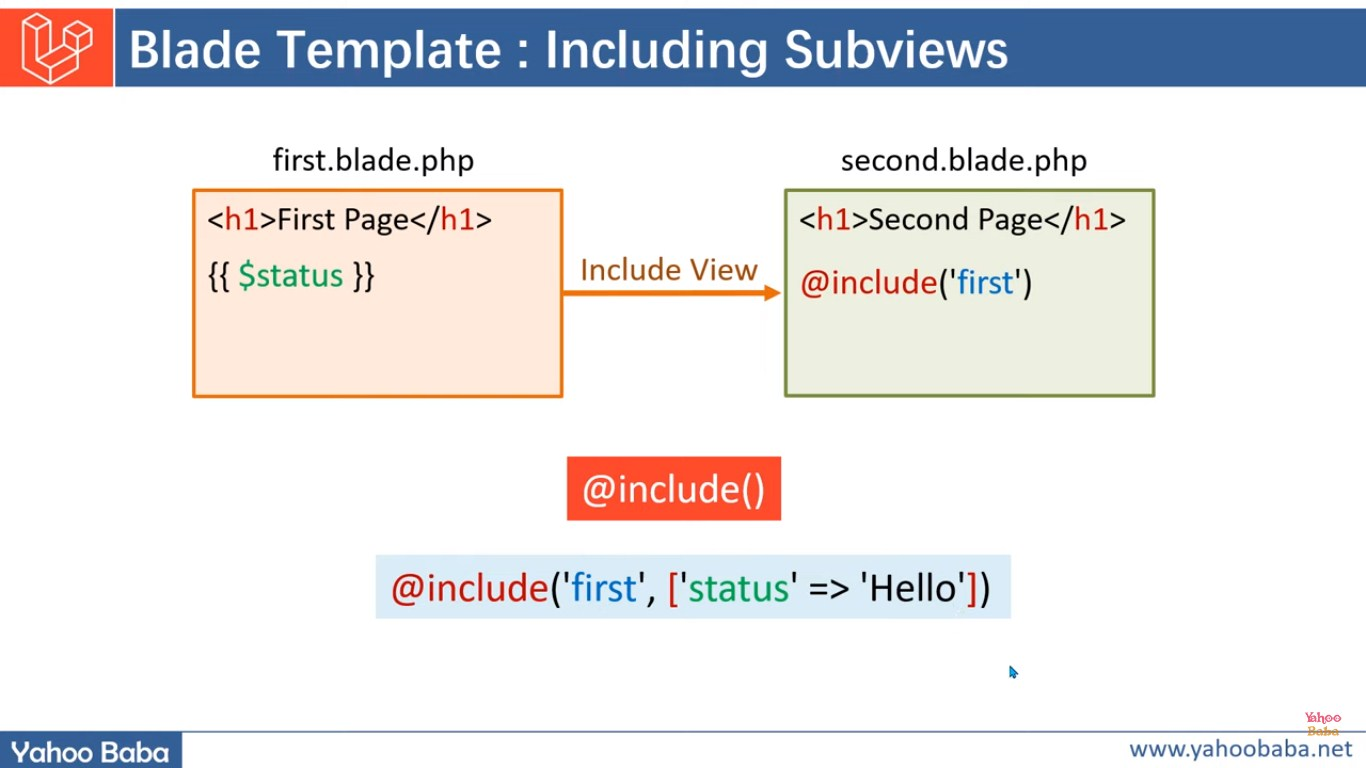 Blade Template : Including Subviews
first.blade.php
<h1>First Page</h1>
{{ $status }}
Include View
second.blade.php
<h1>Second Page</h1>
@include('first')
@include()
@include('first', ['status' => 'Hello'])
Yahoo
Baba
Yahoo Baba
www.yahoobaba.net